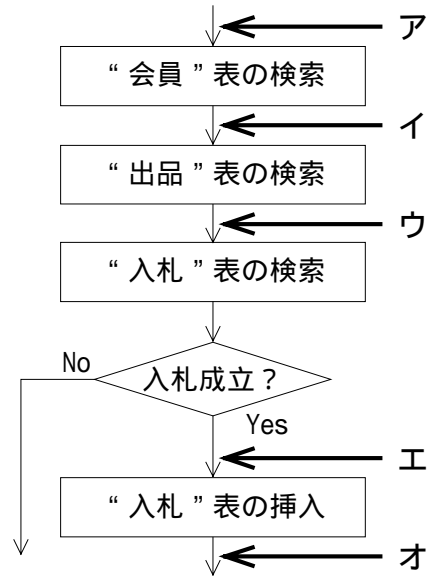 ア
“会員”表の検索
イ
“出品”表の検索
ウ
“入札”表の検索
入札成立？
No
Yes
エ
“入札”表の挿入
オ